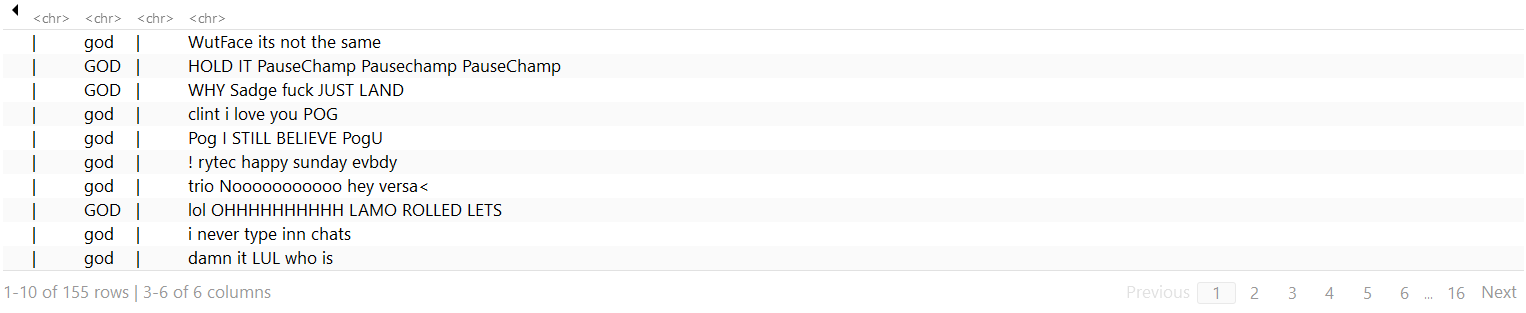 <chr> <chr> <chr> <chr>
| god | WutFace its not the same
| GOD | HOLD IT PauseChamp Pausechamp PauseChamp
| GOD | WHY Sadge fuck JUST LAND
| god | clint i love you POG
| god | Pog I STILL BELIEVE PogU
| god | ! rytec happy sunday evbdy
| god | trio Nooooooooooo hey versa<
| GOD | lol OHHHHHHHHHH LAMO ROLLED LETS
| god | i never type inn chats
| god | damn it LUL who is
1-10 of 155 rows | 3-6 of 6 columns Previous 1 2 3 4 5 6 ... 16 Next